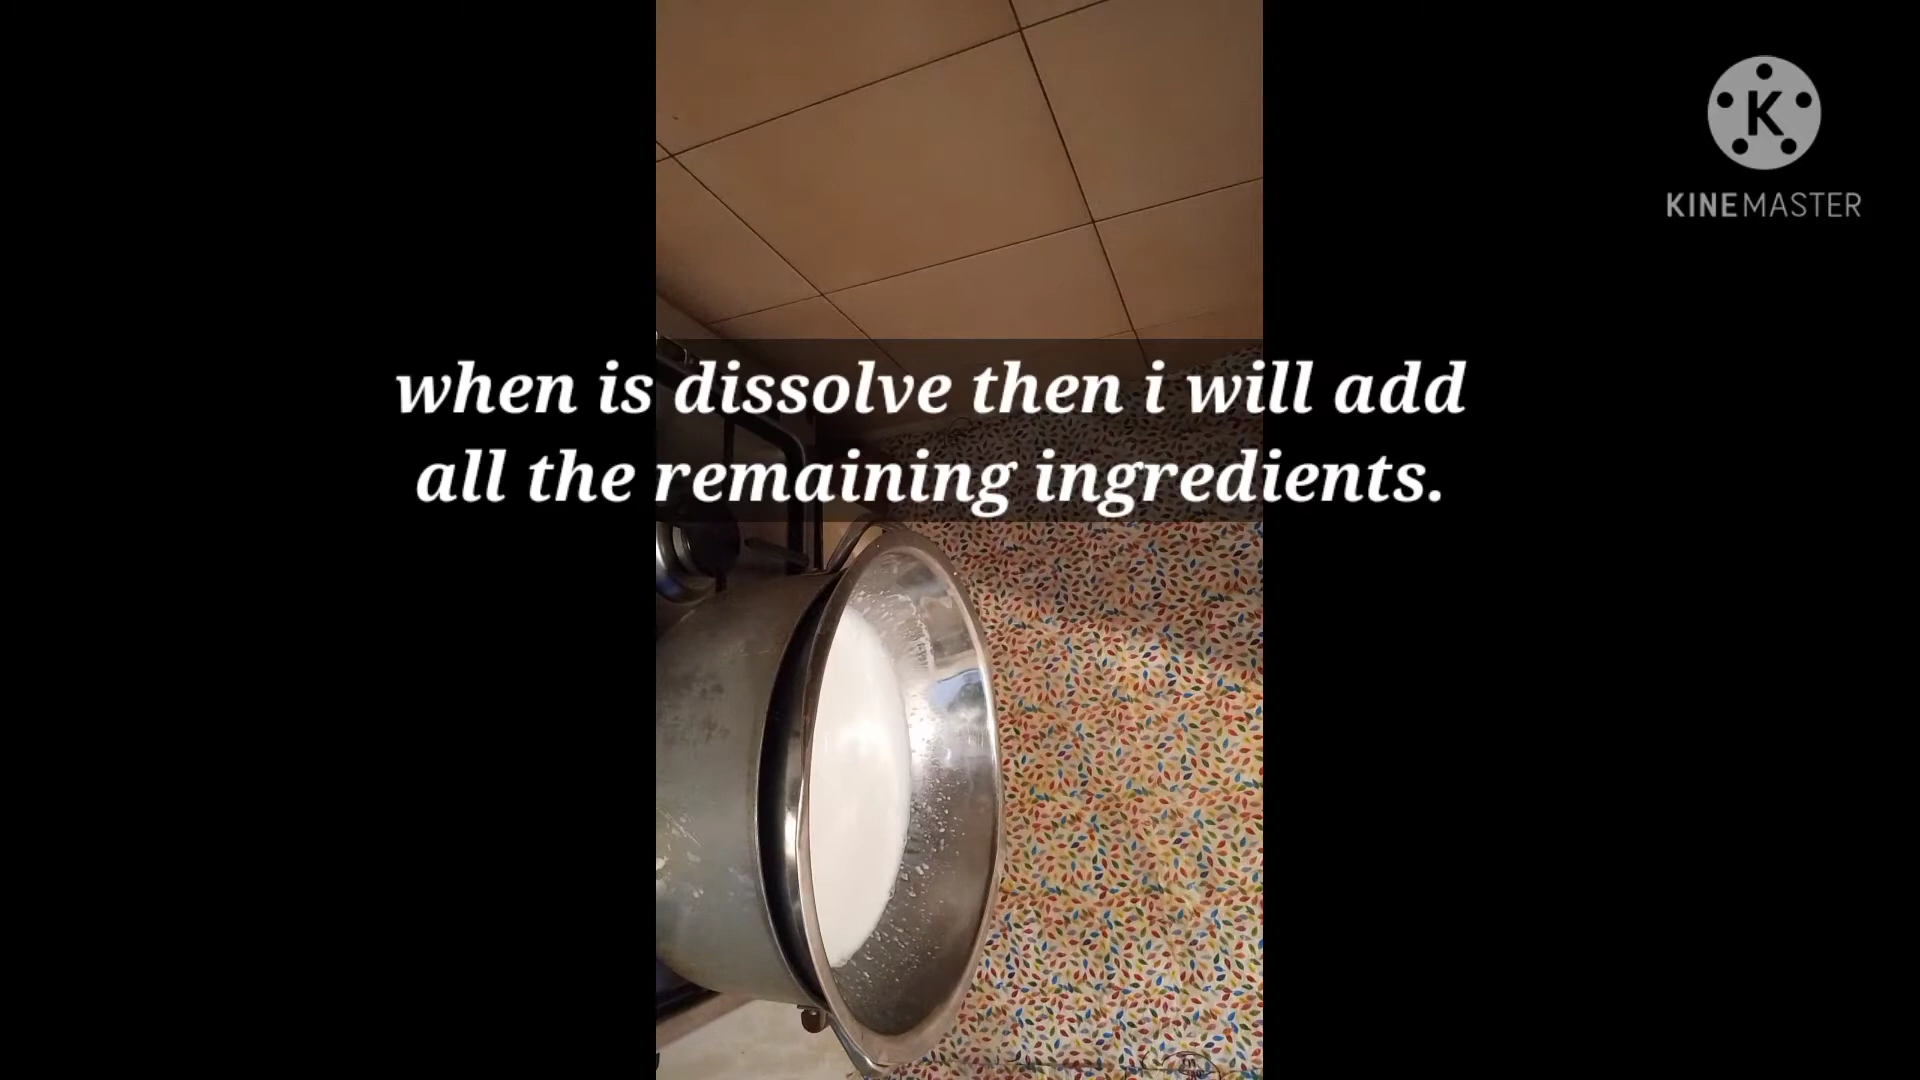 when is dissolve then i will add
all the remaining ingredients.
K
KINEMASTER